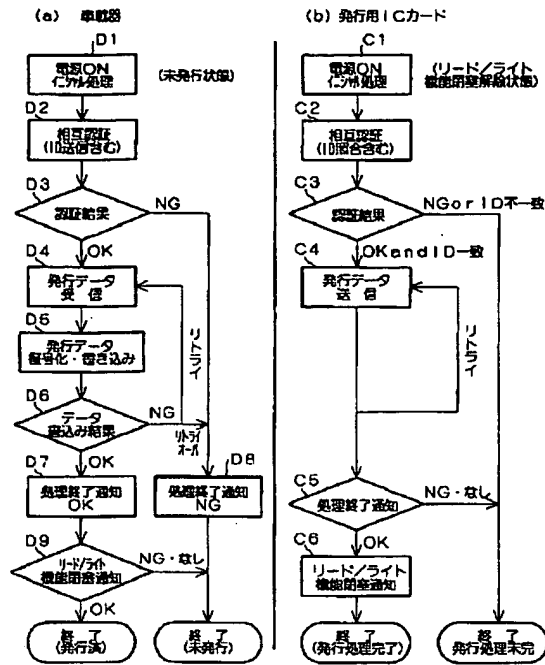 (a) 車載器
D1
電源ON
イニシャル処理
(未発行状態)
D2
相互認証
(ID送信含む)
D3
認証結果
NG
OK
D4
発行データ
受信
リトライ
D5
発行データ
復号化・書き込み
D6
データ
書込み結果
NG
リトライ
オーバ
OK
D7
処理終了通知
OK
D8
処理終了通知
NG
D9
リード/ライト
機能閉塞通知
NG・なし
OK
終了
(発行済)
終了
(未発行)
(b) 発行用ICカード
C1
電源ON
イニシャル処理
(リード/ライト
機能閉塞解除状態)
C2
相互認証
(ID照合含む)
C3
認証結果
NGorID不一致
OKandID一致
C4
発行データ
送信
リトライ
C5
処理終了通知
NG・なし
OK
C6
リード/ライト
機能閉塞通知
終了
(発行処理完了)
終了
発行処理未完